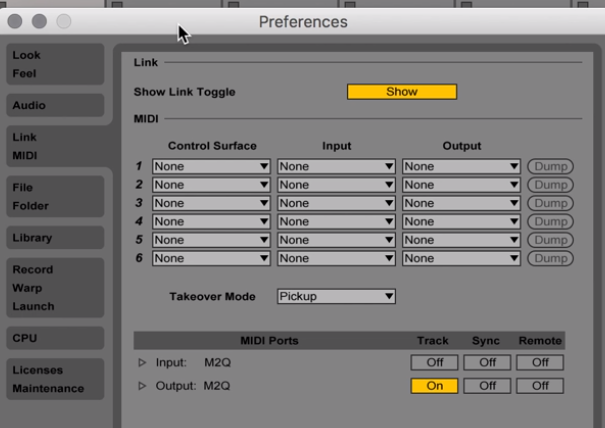 Preferences
Look
Feel
Audio
Link
MIDI
File
Folder
Library
Record
Warp
Launch
CPU
Licenses
Maintenance
Link
Show Link Toggle Show
MIDI
Control Surface Input Output
1 None None None Dump
2 None None None Dump
3 None None None Dump
4 None None None Dump
5 None None None Dump
6 None None None Dump
Takeover Mode Pickup
MIDI Ports Track Sync Remote
Input: M2Q Off Off Off
Output: M2Q On Off Off